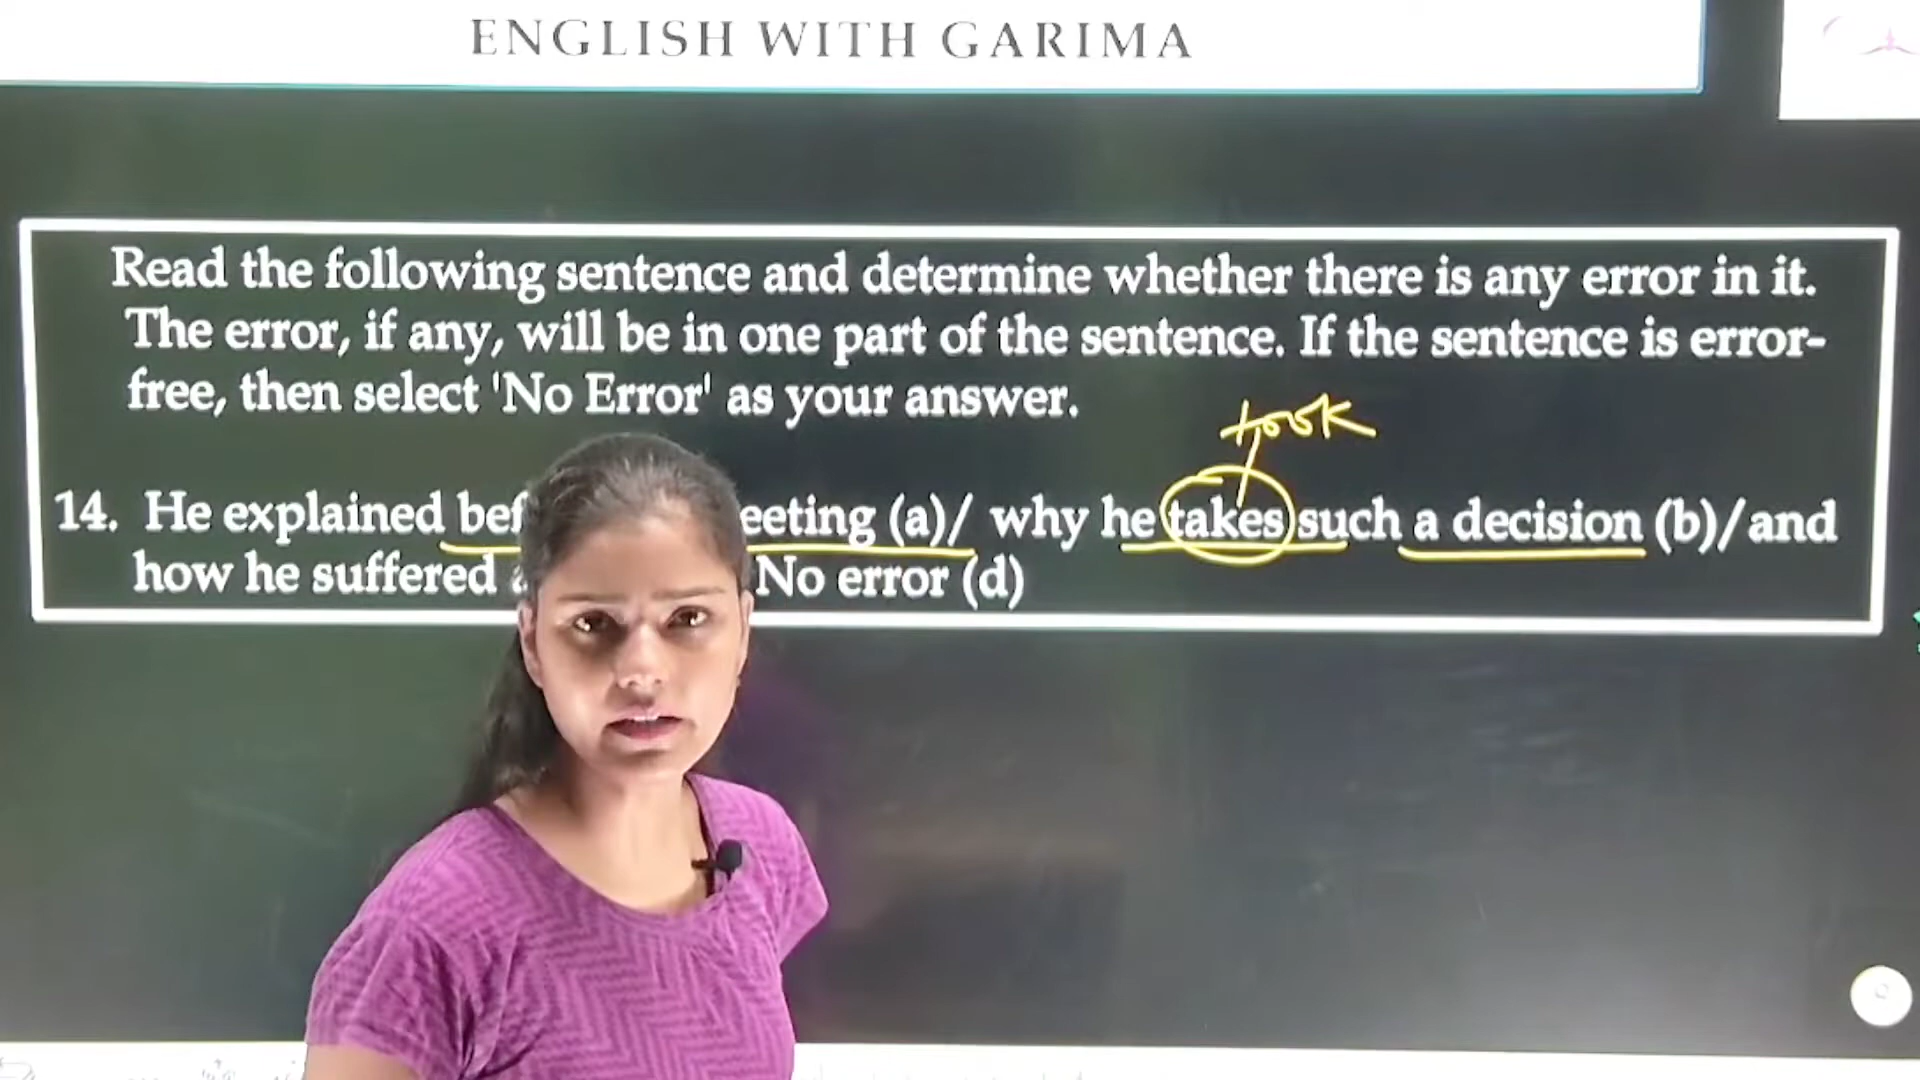 ENGLISH WITH GARIMA
Read the following sentence and determine whether there is any error in it.
The error, if any, will be in one part of the sentence. If the sentence is error-
free, then select 'No Error' as your answer.
took
14. He explained bef eeting (a)/ why he takes such a decision (b)/ and
how he suffered No error (d)